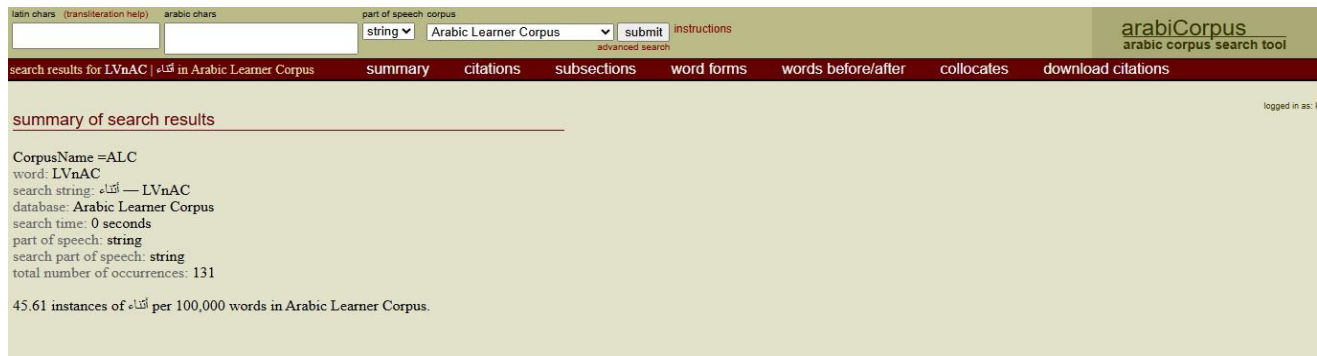 latin chars (transliteration help) arabic chars part of speech corpus
string Arabic Learner Corpus submit instructions
advanced search
arabiCorpus
arabic corpus search tool
search results for LVnAC | أثناء in Arabic Learner Corpus summary citations subsections word forms words before/after collocates download citations
logged in as:
summary of search results
CorpusName =ALC
word: LVnAC
search string: أثناء — LVnAC
database: Arabic Learner Corpus
search time: 0 seconds
part of speech: string
search part of speech: string
total number of occurrences: 131
45.61 instances of أثناء per 100,000 words in Arabic Learner Corpus.